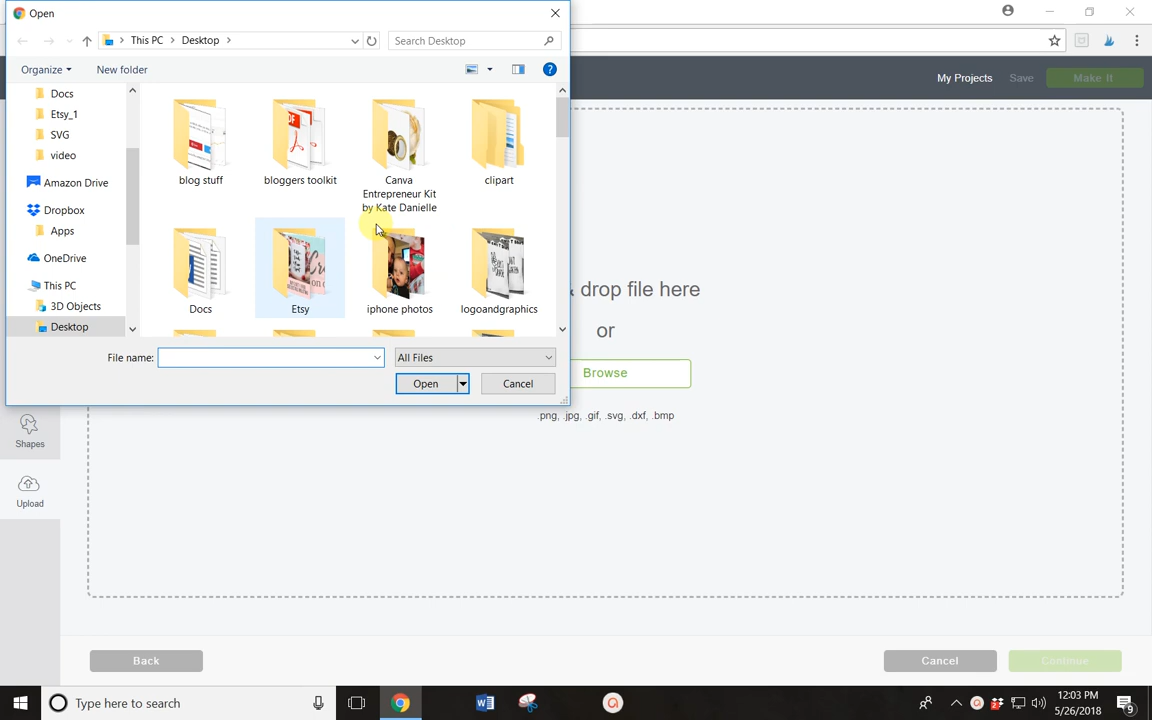 Open
This PC
Desktop
Search Desktop
Organize
New folder
My Projects
Save
Make It
Docs
Etsy_1
SVG
video
Amazon Drive
Dropbox
Apps
OneDrive
This PC
3D Objects
Desktop
blog stuff
bloggers toolkit
Canva
Entrepreneur Kit
by Kate Danielle
clipart
Docs
Etsy
iphone photos
logoandgraphics
File name:
All Files
Open
Cancel
& drop file here
or
Browse
.png, .jpg, .gif, .svg, .dxf, .bmp
Shapes
Upload
Back
Cancel
Continue
Type here to search
12:03 PM
5/26/2018
9